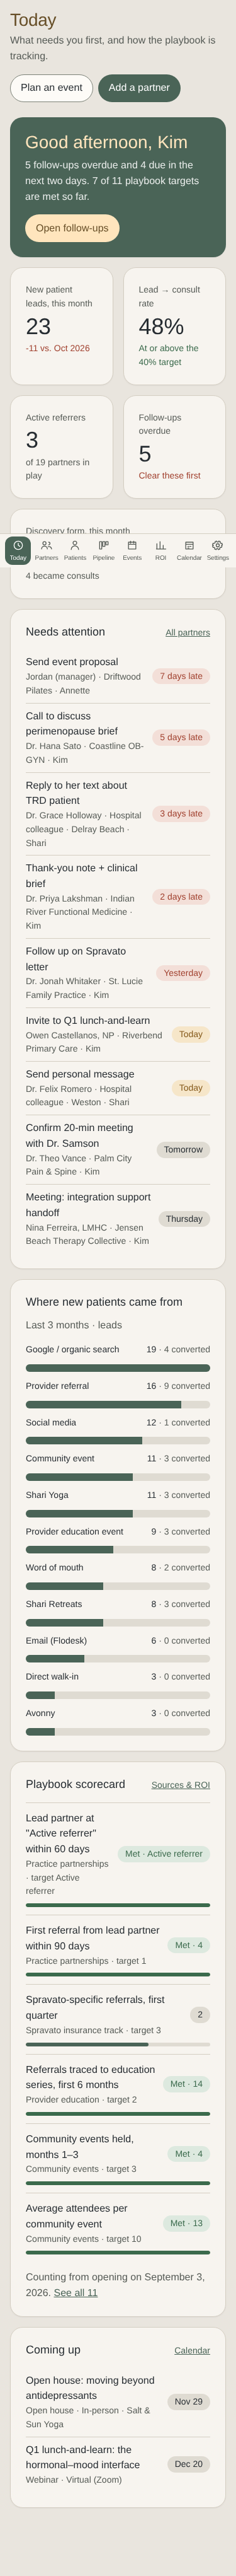 Today
What needs you first, and how the playbook is
tracking.
Plan an event
Add a partner
Good afternoon, Kim
5 follow-ups overdue and 4 due in the
next two days. 7 of 11 playbook targets
are met so far.
Open follow-ups
New patient
leads, this month
23
-11 vs. Oct 2026
Lead → consult
rate
48%
At or above the
40% target
Active referrers
3
of 19 partners in
play
Follow-ups
overdue
5
Clear these first
Discovery form, this month
Today
Partners
Patients
Pipeline
Events
ROI
Calendar
Settings
4 became consults
Needs attention
All partners
Send event proposal
Jordan (manager) · Driftwood
Pilates · Annette
7 days late
Call to discuss
perimenopause brief
Dr. Hana Sato · Coastline OB-
GYN · Kim
5 days late
Reply to her text about
TRD patient
Dr. Grace Holloway · Hospital
colleague · Delray Beach ·
Shari
3 days late
Thank-you note + clinical
brief
Dr. Priya Lakshman · Indian
River Functional Medicine ·
Kim
2 days late
Follow up on Spravato
letter
Dr. Jonah Whitaker · St. Lucie
Family Practice · Kim
Yesterday
Invite to Q1 lunch-and-learn
Owen Castellanos, NP · Riverbend
Primary Care · Kim
Today
Send personal message
Dr. Felix Romero · Hospital
colleague · Weston · Shari
Today
Confirm 20-min meeting
with Dr. Samson
Dr. Theo Vance · Palm City
Pain & Spine · Kim
Tomorrow
Meeting: integration support
handoff
Nina Ferreira, LMHC · Jensen
Beach Therapy Collective · Kim
Thursday
Where new patients came from
Last 3 months · leads
Google / organic search 19 · 4 converted
Provider referral 16 · 9 converted
Social media 12 · 1 converted
Community event 11 · 3 converted
Shari Yoga 11 · 3 converted
Provider education event 9 · 3 converted
Word of mouth 8 · 2 converted
Shari Retreats 8 · 3 converted
Email (Flodesk) 6 · 0 converted
Direct walk-in 3 · 0 converted
Avonny 3 · 0 converted
Playbook scorecard
Sources & ROI
Lead partner at
"Active referrer"
within 60 days
Practice partnerships
· target Active
referrer
Met · Active referrer
First referral from lead partner
within 90 days
Practice partnerships · target 1
Met · 4
Spravato-specific referrals, first
quarter
Spravato insurance track · target 3
2
Referrals traced to education
series, first 6 months
Provider education · target 2
Met · 14
Community events held,
months 1–3
Community events · target 3
Met · 4
Average attendees per
community event
Community events · target 10
Met · 13
Counting from opening on September 3,
2026. See all 11
Coming up
Calendar
Open house: moving beyond
antidepressants
Open house · In-person · Salt &
Sun Yoga
Nov 29
Q1 lunch-and-learn: the
hormonal–mood interface
Webinar · Virtual (Zoom)
Dec 20